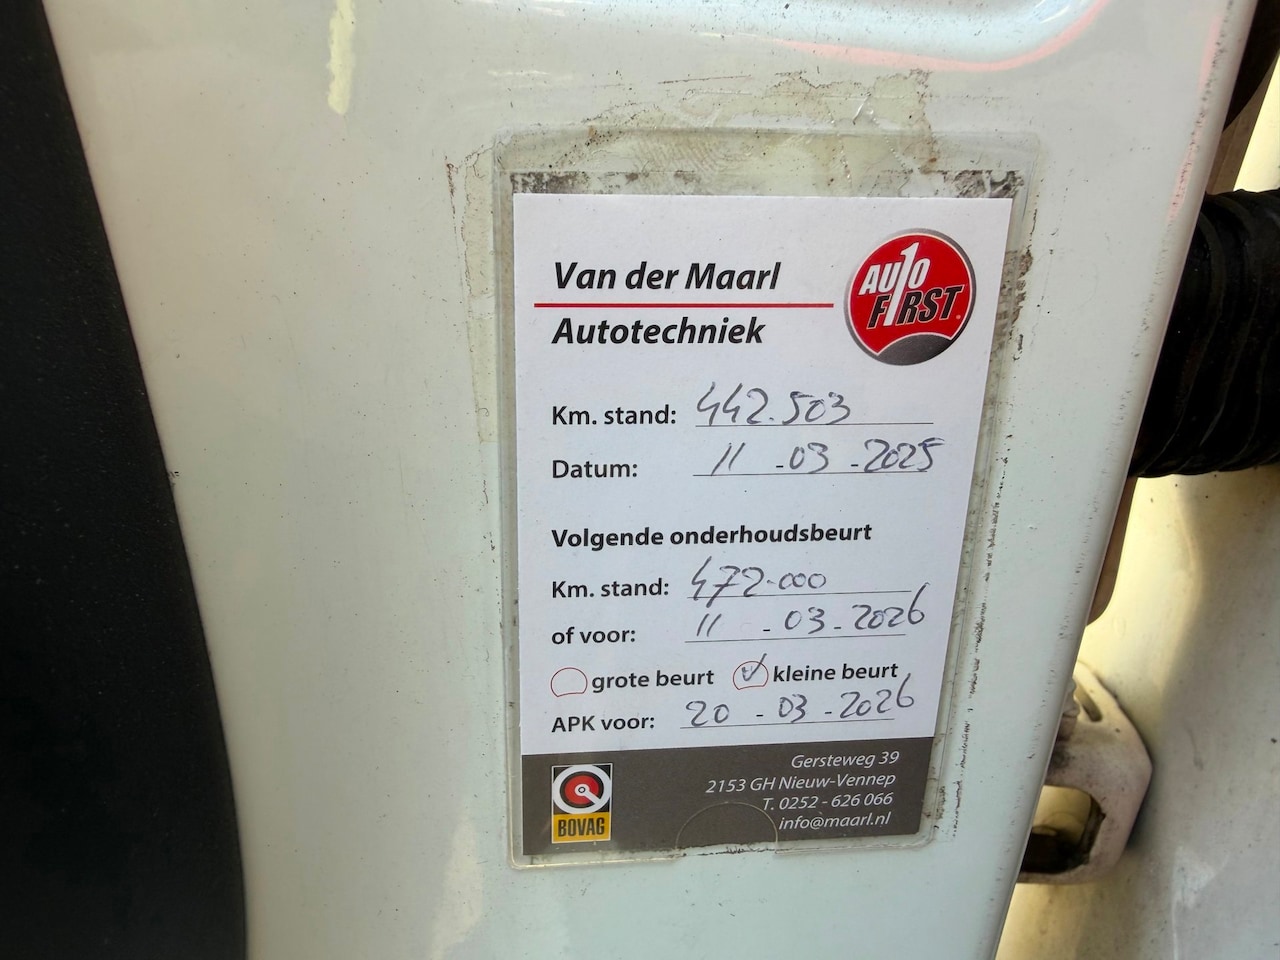 Van der Maarl
Autotechniek
AUTO
F1RST
Km. stand: 442.503
Datum: 11 - 03 - 2025
Volgende onderhoudsbeurt
Km. stand: 472.000
of voor: 11 - 03 - 2026
grote beurt kleine beurt
APK voor: 20 - 03 - 2026
Gersteweg 39
2153 GH Nieuw-Vennep
T. 0252 - 626 066
info@maarl.nl
BOVAG